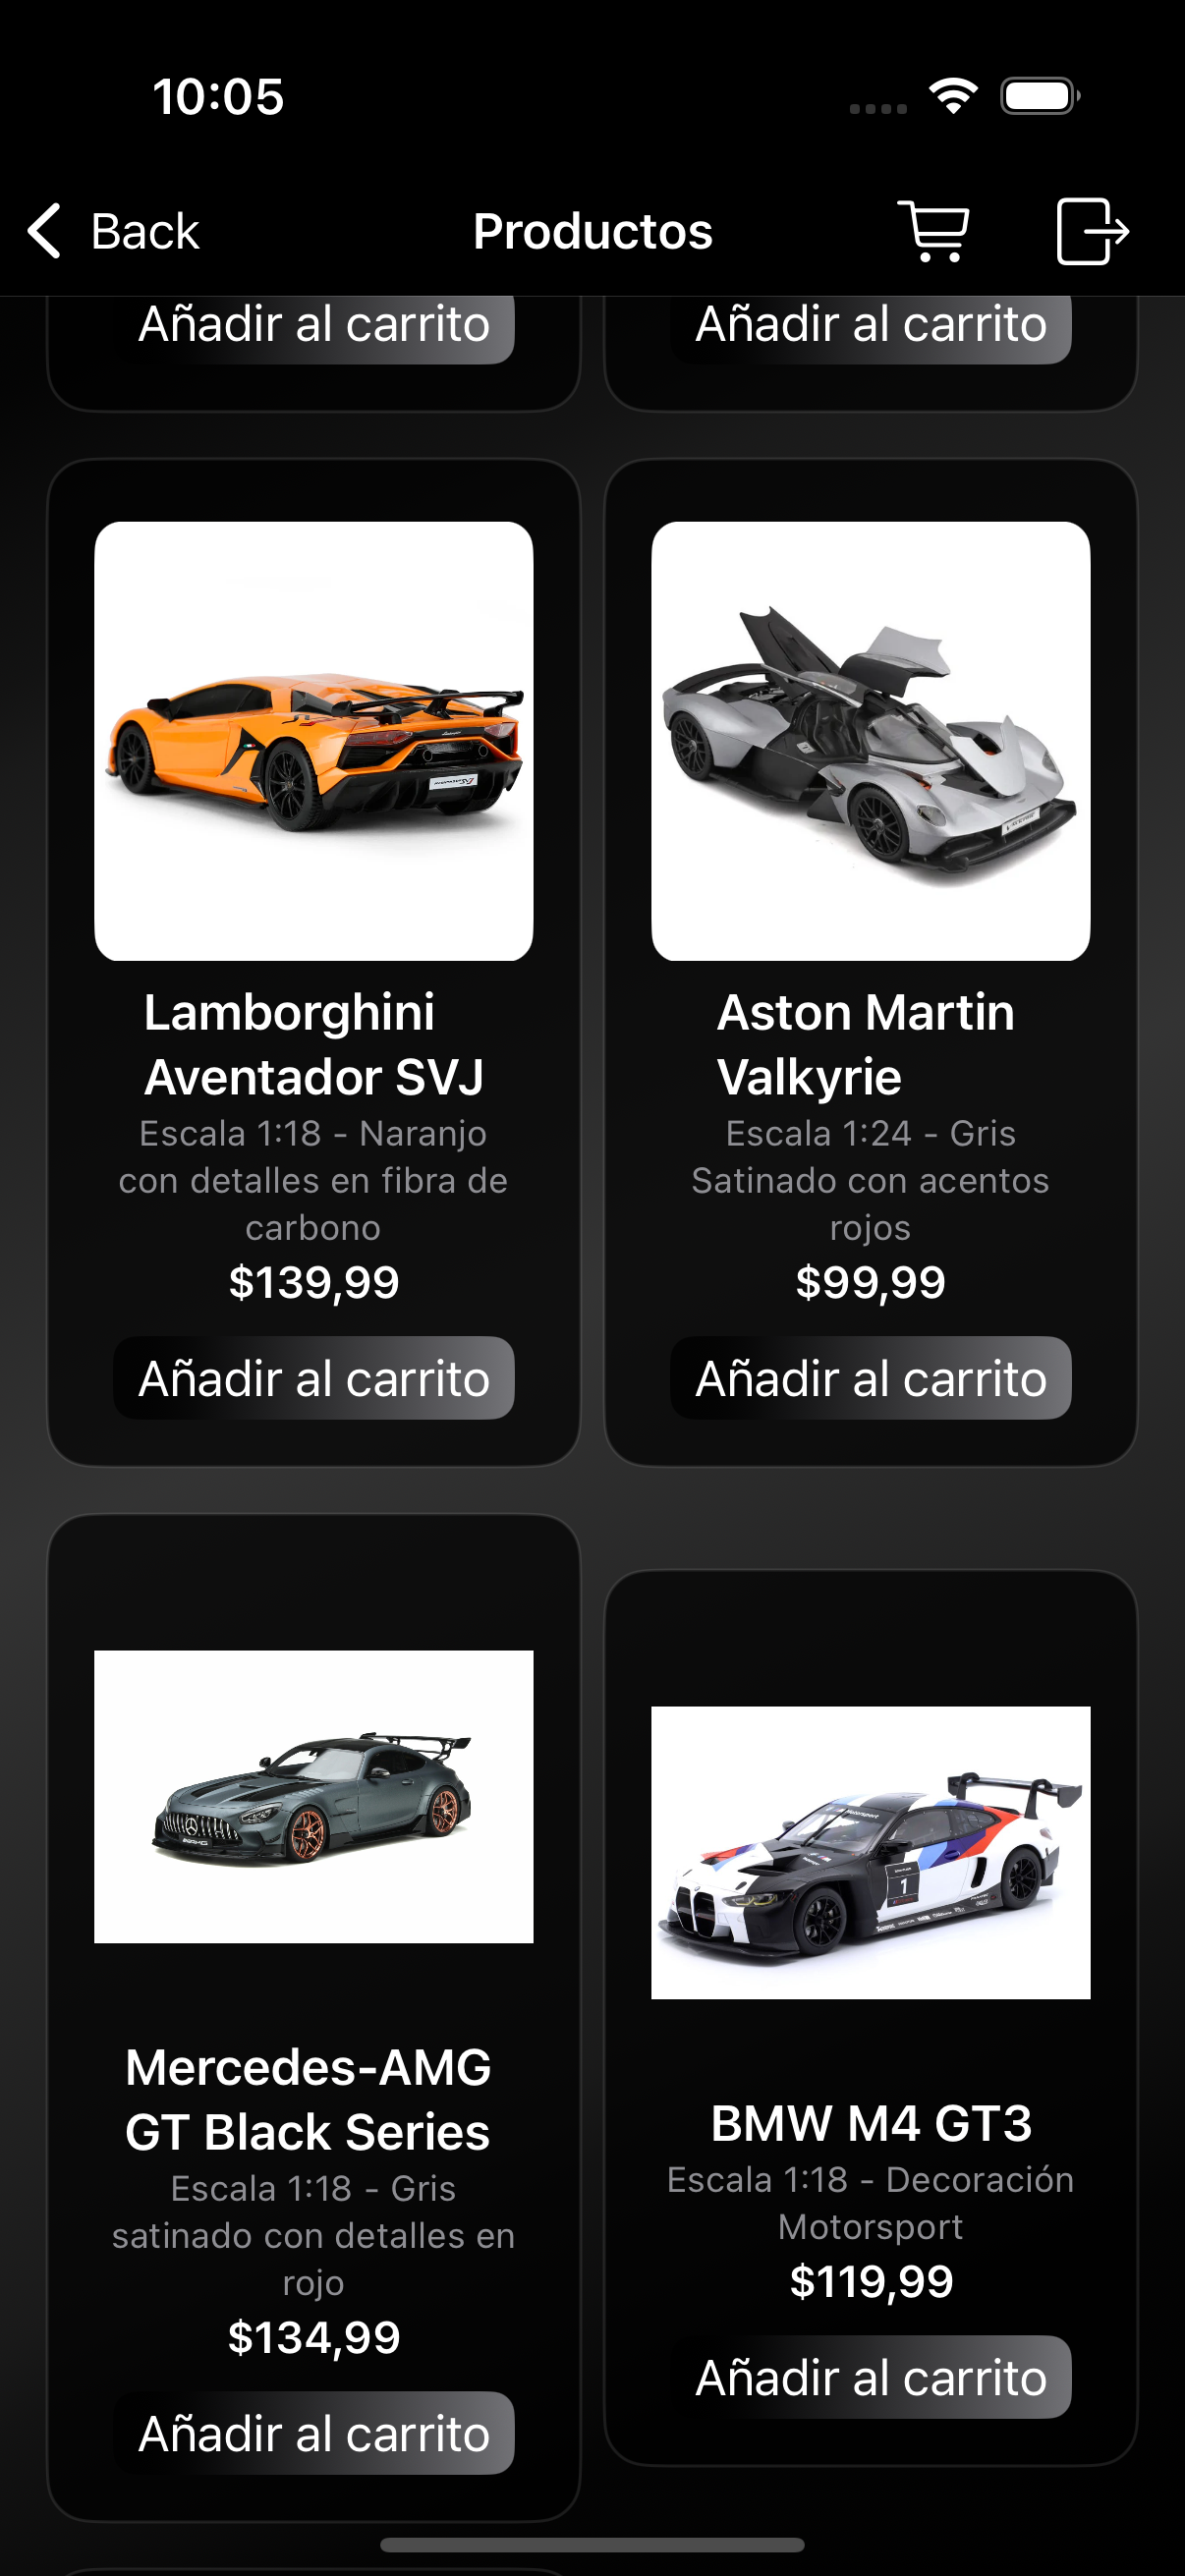 10:05
Back
Productos
Añadir al carrito
Añadir al carrito
Lamborghini
Aventador SVJ
Escala 1:18 - Naranjo
con detalles en fibra de
carbono
$139,99
Añadir al carrito
Aston Martin
Valkyrie
Escala 1:24 - Gris
Satinado con acentos
rojos
$99,99
Añadir al carrito
Mercedes-AMG
GT Black Series
Escala 1:18 - Gris
satinado con detalles en
rojo
$134,99
Añadir al carrito
1
BMW M4 GT3
Escala 1:18 - Decoración
Motorsport
$119,99
Añadir al carrito